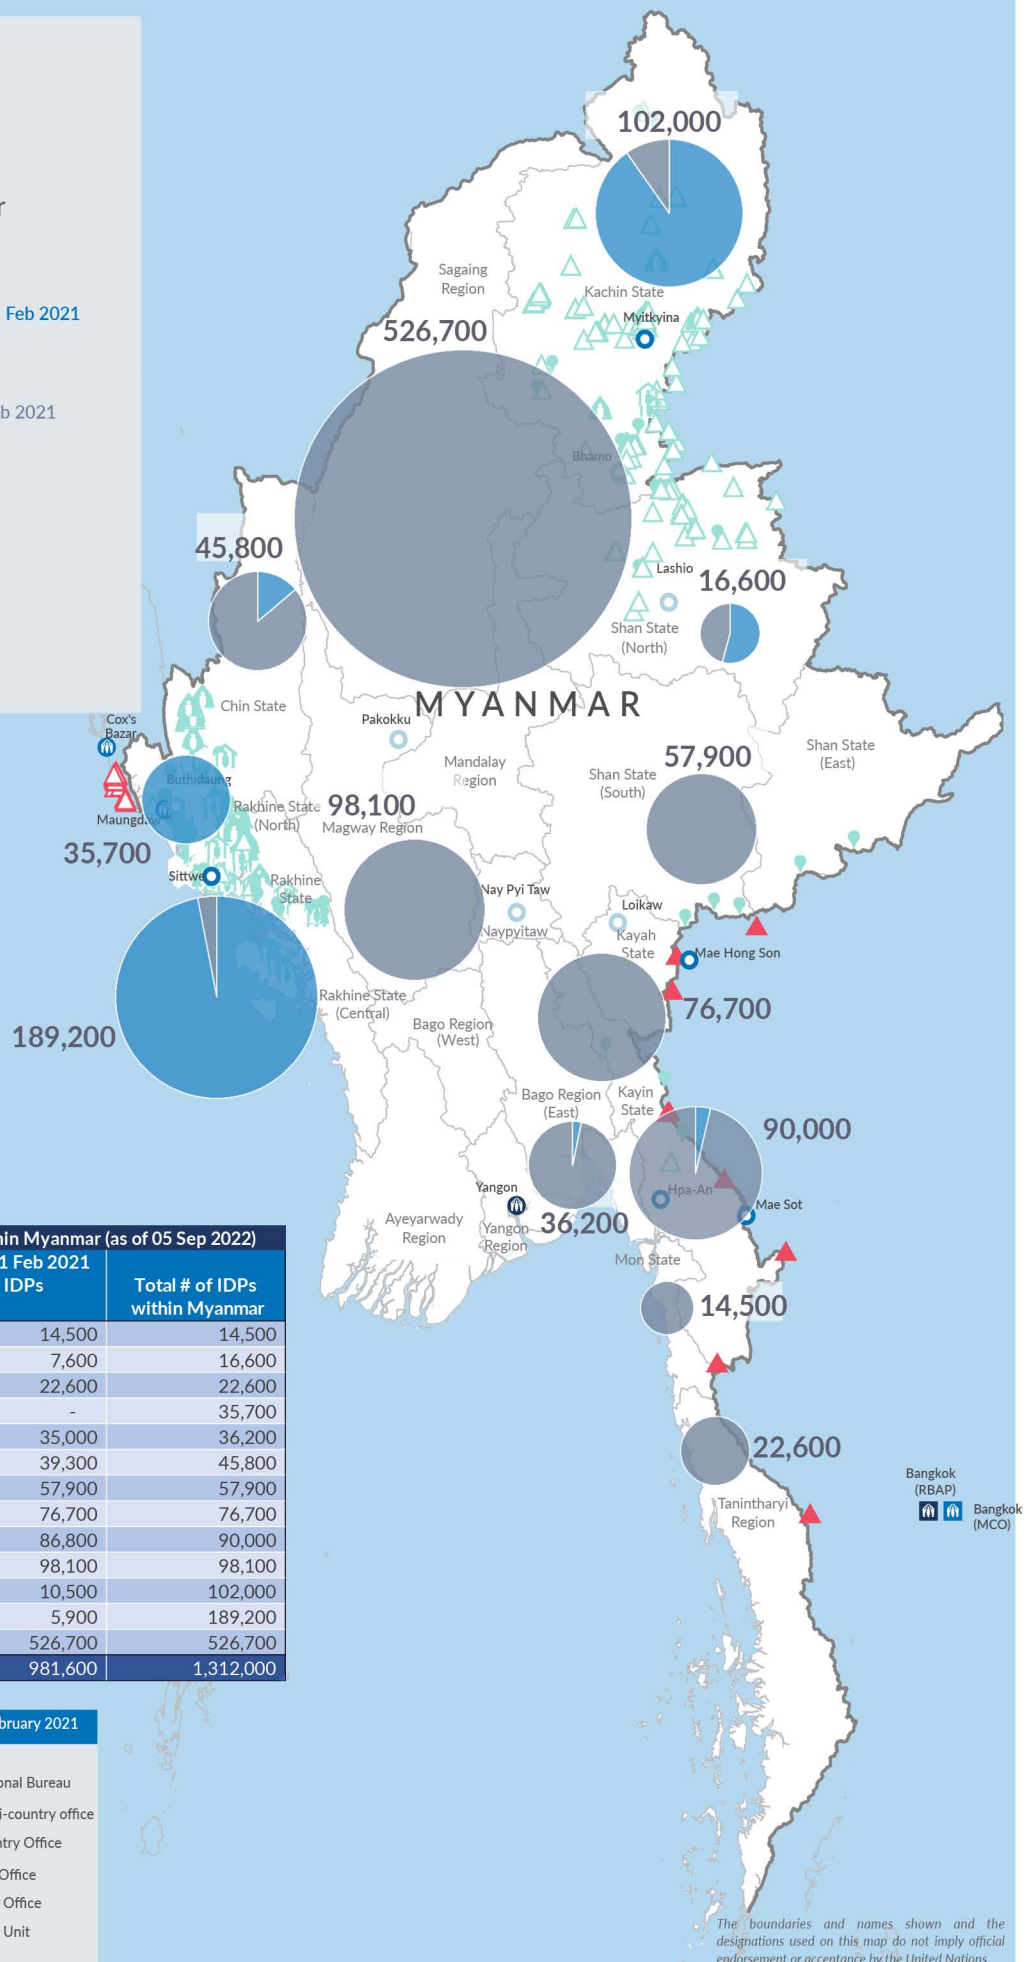 r
Feb 2021
b 2021
102,000
Sagaing
Region
Kachin State
Myitkyina
526,700
Bhamo
45,800
Lashio
16,600
Shan State
(North)
Chin State
MYANMAR
Pakokku
Cox's
Bazar
Mandalay
Region
57,900
Shan State
(South)
Shan State
(East)
Buthidaung
Maungdaw
Rakhine State
(North)
98,100
Magway Region
35,700
Sittwe
Rakhine
State
Nay Pyi Taw
Naypyitaw
Loikaw
Kayah
State
Mae Hong Son
76,700
Rakhine State
(Central)
189,200
Bago Region
(West)
Bago Region
(East)
Kayin
State
90,000
Hpa-An
Mae Sot
Yangon
36,200
Ayeyarwady
Region
Yangon
Region
Mon State
14,500
22,600
Tanintharyi
Region
Bangkok
(RBAP)
Bangkok
(MCO)
hin Myanmar (as of 05 Sep 2022)
1 Feb 2021
IDPs
Total # of IDPs
within Myanmar
14,500 14,500
7,600 16,600
22,600 22,600
- 35,700
35,000 36,200
39,300 45,800
57,900 57,900
76,700 76,700
86,800 90,000
98,100 98,100
10,500 102,000
5,900 189,200
526,700 526,700
981,600 1,312,000
bruary 2021
onal Bureau
i-country office
ntry Office
Office
Office
Unit
The boundaries and names shown and the
designations used on this map do not imply official
endorsement or acceptance by the United Nations